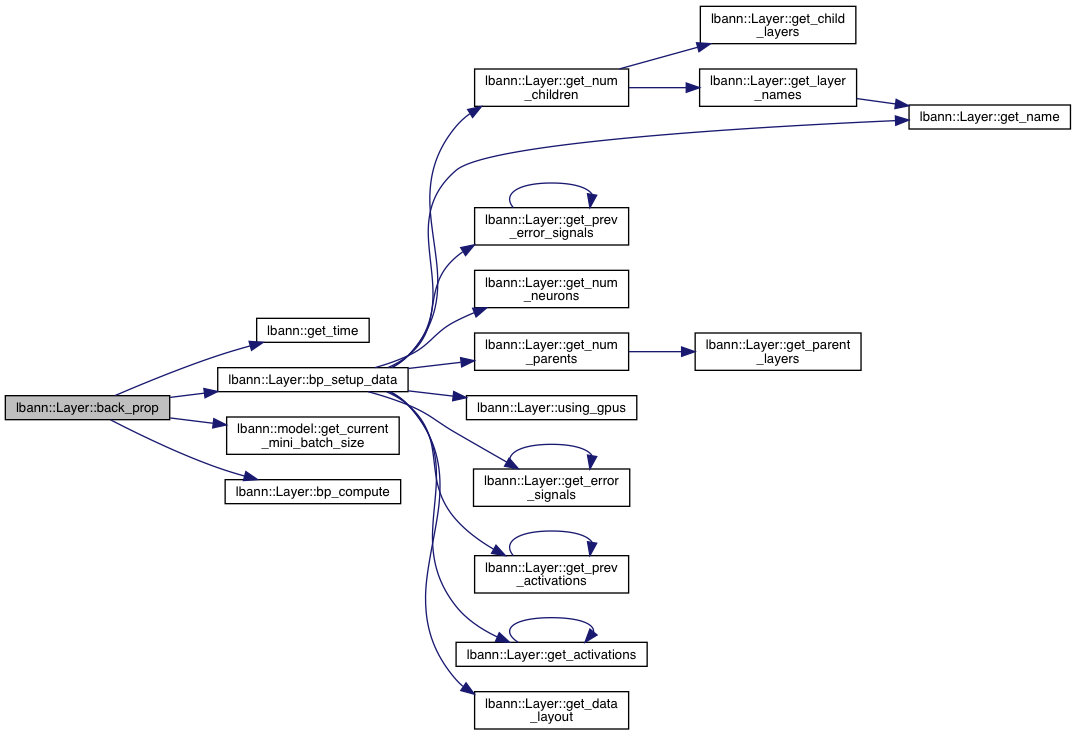 lbann::Layer::back_prop
lbann::get_time
lbann::Layer::bp_setup_data
lbann::model::get_current
_mini_batch_size
lbann::Layer::bp_compute
lbann::Layer::get_num
_children
lbann::Layer::get_prev
_error_signals
lbann::Layer::get_num
_neurons
lbann::Layer::get_num
_parents
lbann::Layer::using_gpus
lbann::Layer::get_error
_signals
lbann::Layer::get_prev
_activations
lbann::Layer::get_activations
lbann::Layer::get_data
_layout
lbann::Layer::get_child
_layers
lbann::Layer::get_layer
_names
lbann::Layer::get_parent
_layers
lbann::Layer::get_name